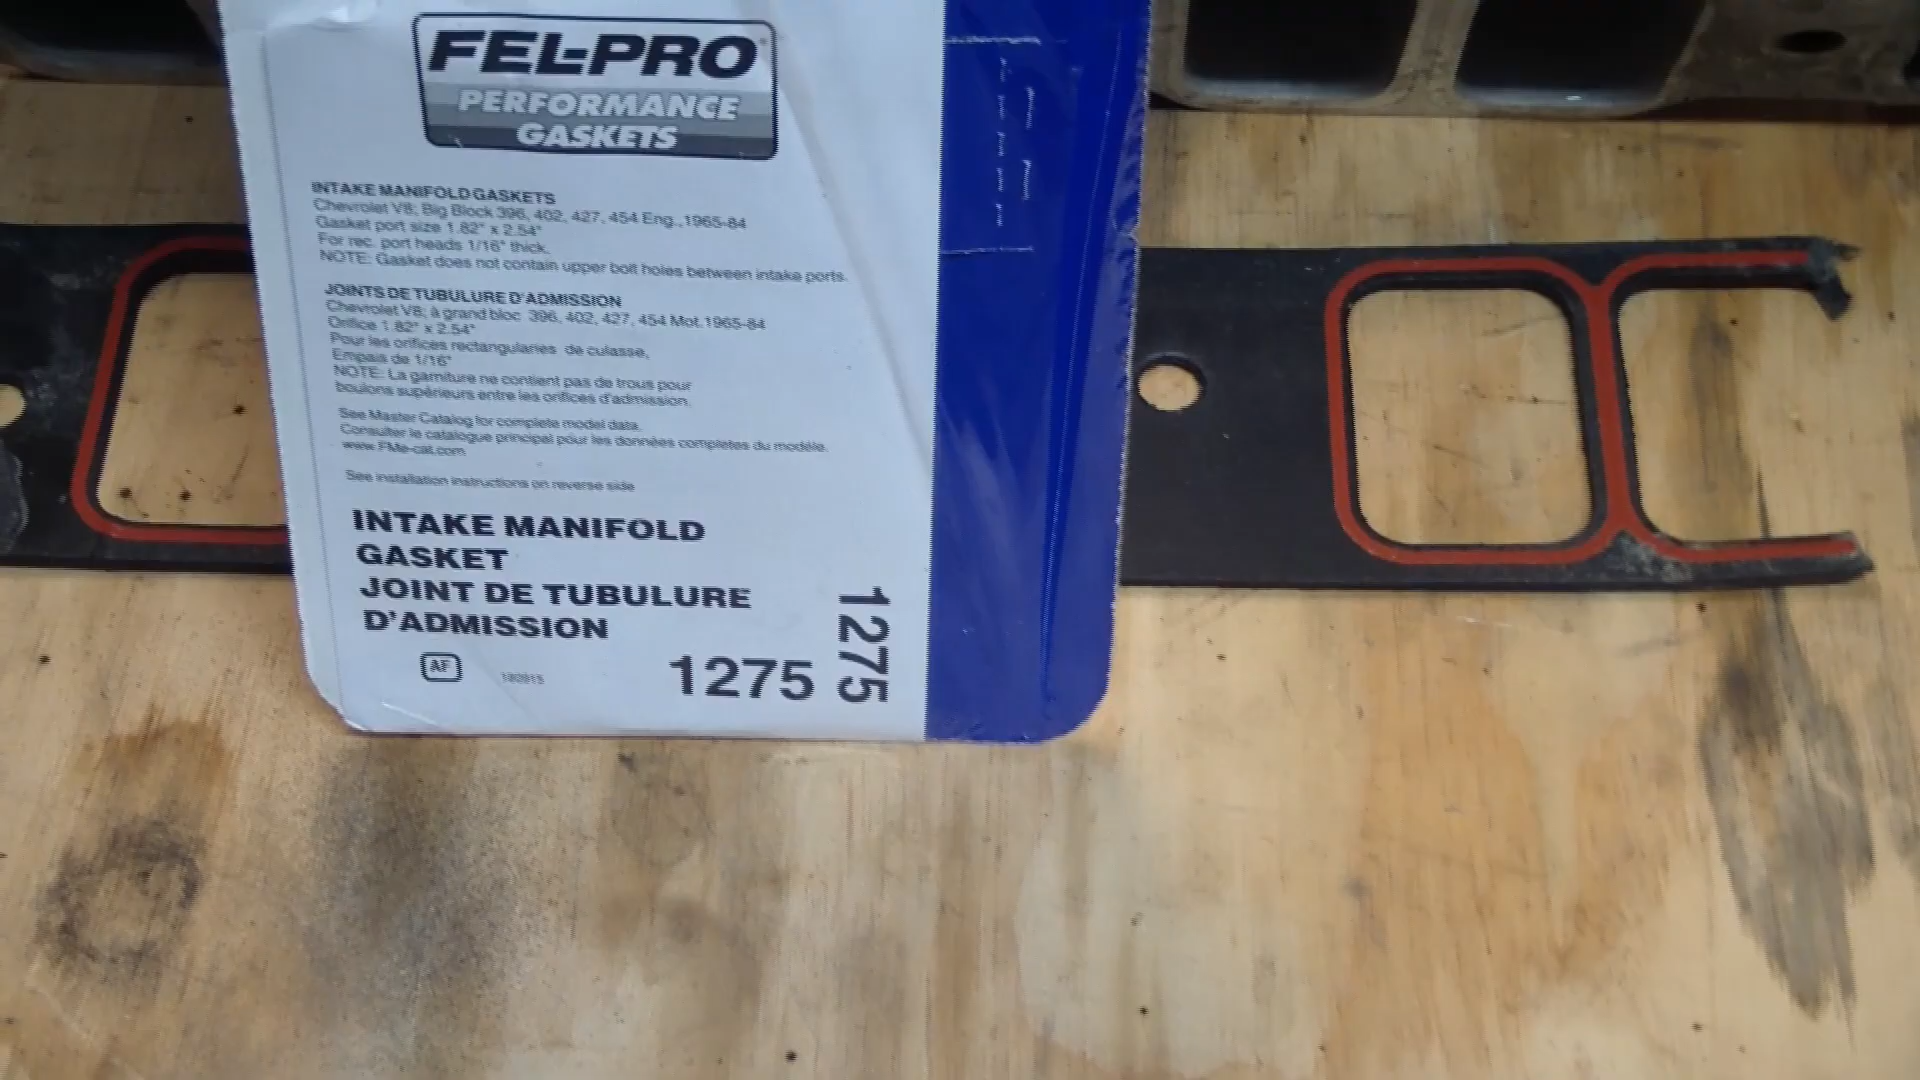 FEL-PRO
PERFORMANCE
GASKETS
INTAKE MANIFOLD GASKETS
Chevrolet V8; Big Block 396, 402, 427, 454 Eng.,1965-84
Gasket port size 1.82" x 2.54"
For rec. port heads 1/16" thick.
NOTE: Gasket does not contain upper bolt holes between intake ports.
JOINTS DE TUBULURE D'ADMISSION
Chevrolet V8; à grand bloc 396, 402, 427, 454 Mot.1965-84
Orifice 1.82" x 2.54"
Pour les orifices rectangularies de culasse,
Empais de 1/16"
NOTE: La garniture ne contient pas de trous pour
boulons supérieurs entre les orifices d'admission.
See Master Catalog for complete model data.
Consulter le catalogue principal pour les données completes du modèle.
www.FMe-cat.com
See installation instructions on reverse side
INTAKE MANIFOLD
GASKET
JOINT DE TUBULURE
D'ADMISSION
AF
1275
1275